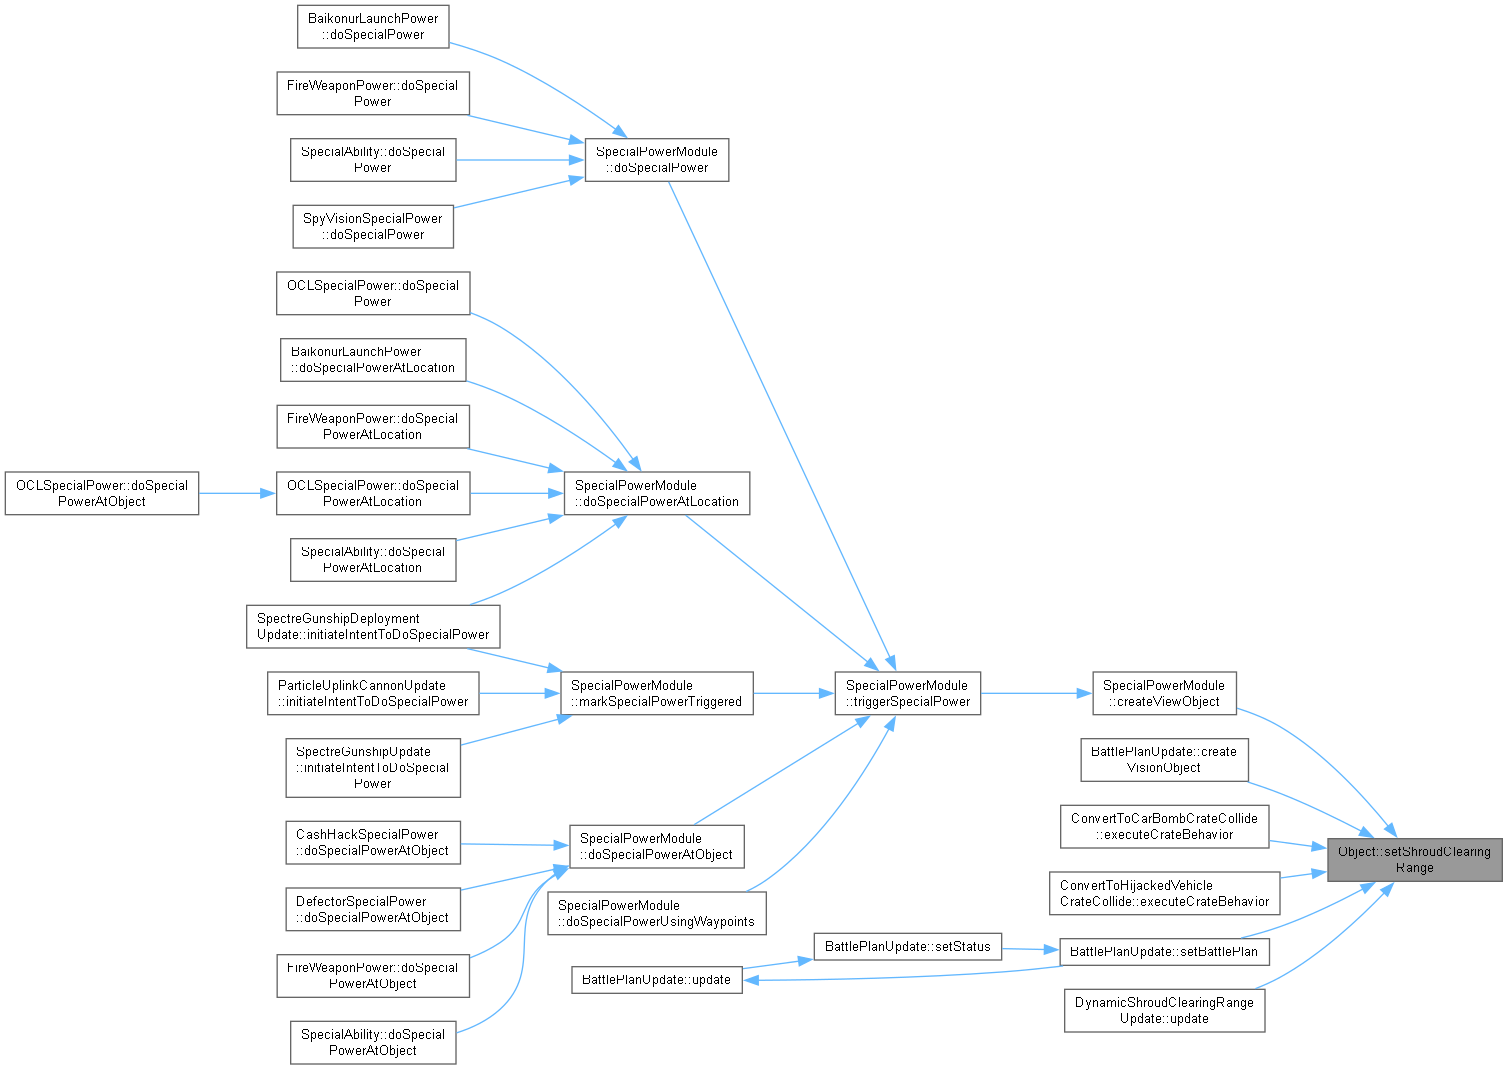 BaikonurLaunchPower
::doSpecialPower
FireWeaponPower::doSpecial
Power
SpecialAbility::doSpecial
Power
SpyVisionSpecialPower
::doSpecialPower
SpecialPowerModule
::doSpecialPower
OCLSpecialPower::doSpecial
Power
BaikonurLaunchPower
::doSpecialPowerAtLocation
FireWeaponPower::doSpecial
PowerAtLocation
OCLSpecialPower::doSpecial
PowerAtObject
OCLSpecialPower::doSpecial
PowerAtLocation
SpecialPowerModule
::doSpecialPowerAtLocation
SpecialAbility::doSpecial
PowerAtLocation
SpectreGunshipDeployment
Update::initiateIntentToDoSpecialPower
ParticleUplinkCannonUpdate
::initiateIntentToDoSpecialPower
SpecialPowerModule
::markSpecialPowerTriggered
SpecialPowerModule
::triggerSpecialPower
SpecialPowerModule
::createViewObject
SpectreGunshipUpdate
::initiateIntentToDoSpecial
Power
BattlePlanUpdate::create
VisionObject
CashHackSpecialPower
::doSpecialPowerAtObject
SpecialPowerModule
::doSpecialPowerAtObject
ConvertToCarBombCrateCollide
::executeCrateBehavior
Object::setShroudClearing
Range
DefectorSpecialPower
::doSpecialPowerAtObject
SpecialPowerModule
::doSpecialPowerUsingWaypoints
ConvertToHijackedVehicle
CrateCollide::executeCrateBehavior
FireWeaponPower::doSpecial
PowerAtObject
BattlePlanUpdate::update
BattlePlanUpdate::setStatus
BattlePlanUpdate::setBattlePlan
DynamicShroudClearingRange
Update::update
SpecialAbility::doSpecial
PowerAtObject